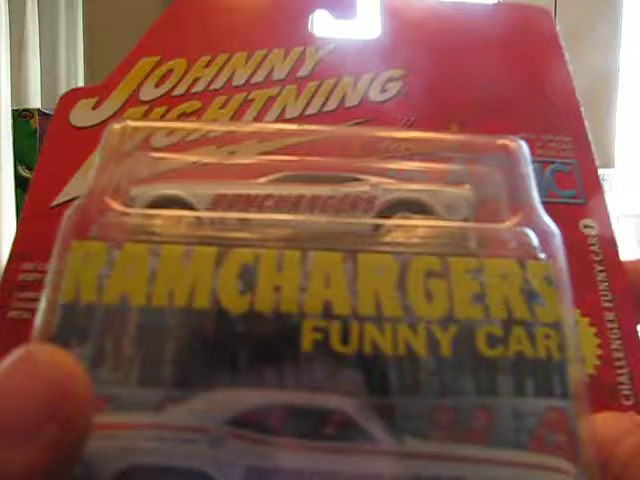 JOHNNY
LIGHTNING
RAMCHARGERS
RAMCHARGERS
FUNNY CAR
CHALLENGER FUNNY CAR